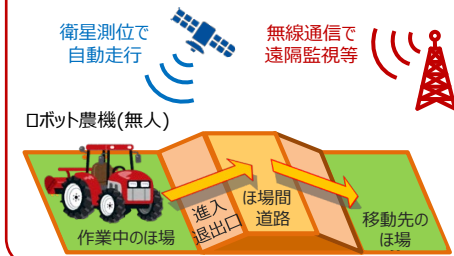 衛星測位で
自動走行
無線通信で
遠隔監視等
ロボット農機(無人)
作業中のほ場
進入
退出口
ほ場間
道路
移動先の
ほ場